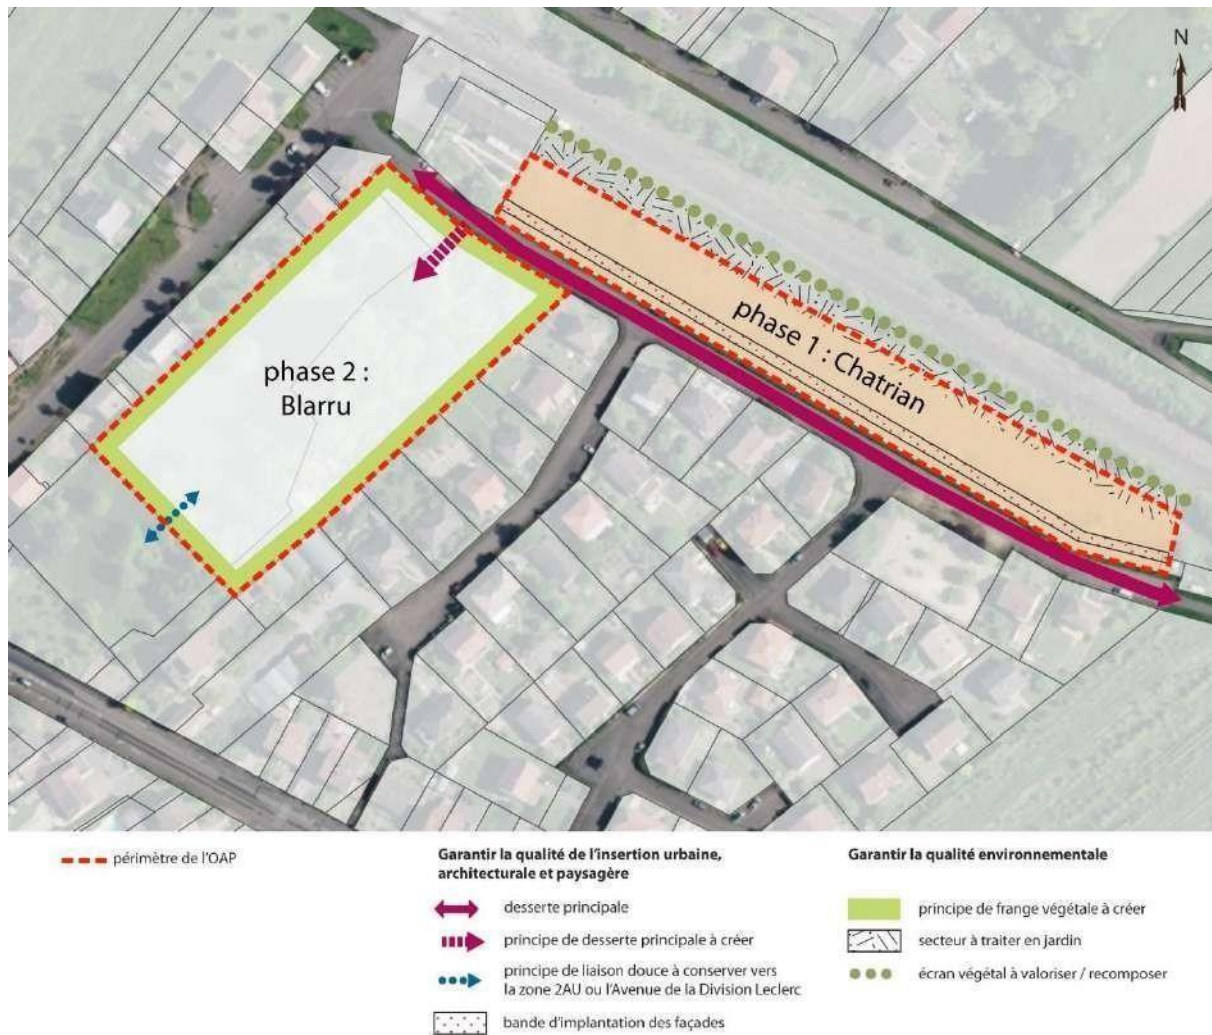 N
phase 1 : Chatrian
phase 2 :
Blarru
périmètre de l'OAP
Garantir la qualité de l'insertion urbaine,
architecturale et paysagère
desserte principale
principe de desserte principale à créer
principe de liaison douce à conserver vers
la zone 2AU ou l'Avenue de la Division Leclerc
bande d'implantation des façades
Garantir la qualité environnementale
principe de frange végétale à créer
secteur à traiter en jardin
écran végétal à valoriser / recomposer